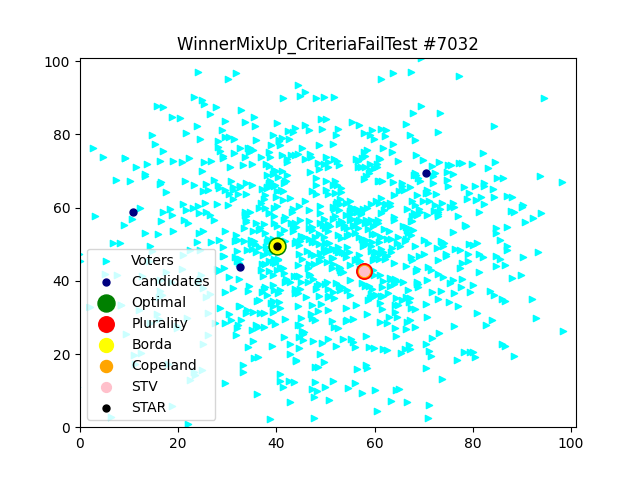 WinnerMixUp_CriteriaFailTest #7032
100
80
60
40
20
0
Voters
Candidates
Optimal
Plurality
Borda
Copeland
STV
STAR
0 20 40 60 80 100